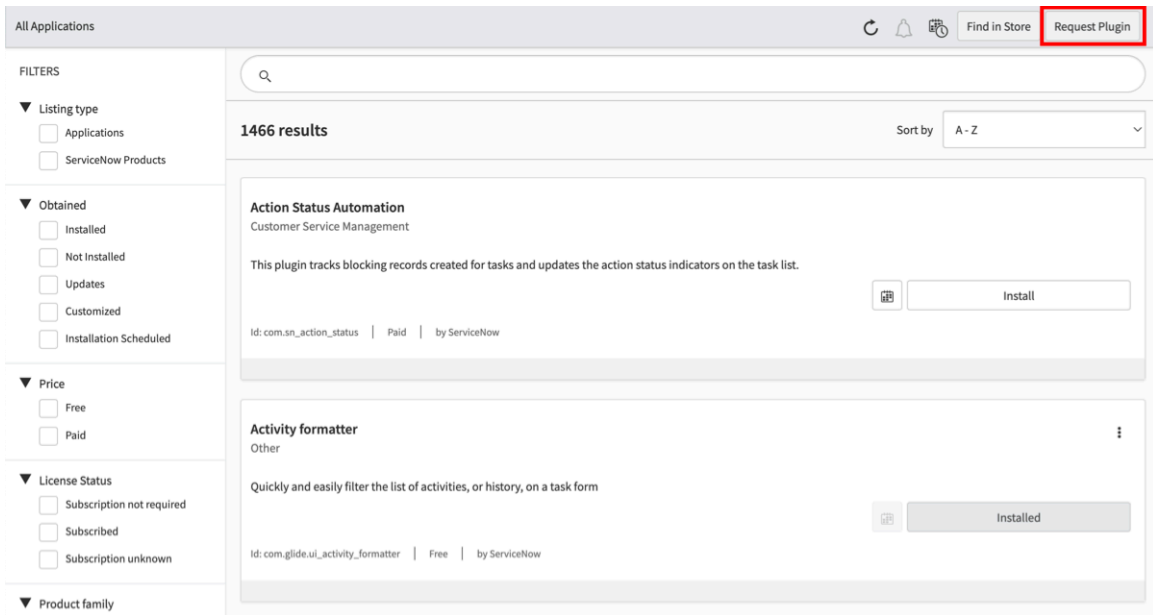 All Applications
Find in Store
Request Plugin
FILTERS
Listing type
Applications
ServiceNow Products
Obtained
Installed
Not Installed
Updates
Customized
Installation Scheduled
Price
Free
Paid
License Status
Subscription not required
Subscribed
Subscription unknown
Product family
1466 results
Sort by
A - Z
Action Status Automation
Customer Service Management
This plugin tracks blocking records created for tasks and updates the action status indicators on the task list.
Install
Id: com.sn_action_status | Paid | by ServiceNow
Activity formatter
Other
Quickly and easily filter the list of activities, or history, on a task form
Installed
Id: com.glide.ui_activity_formatter | Free | by ServiceNow